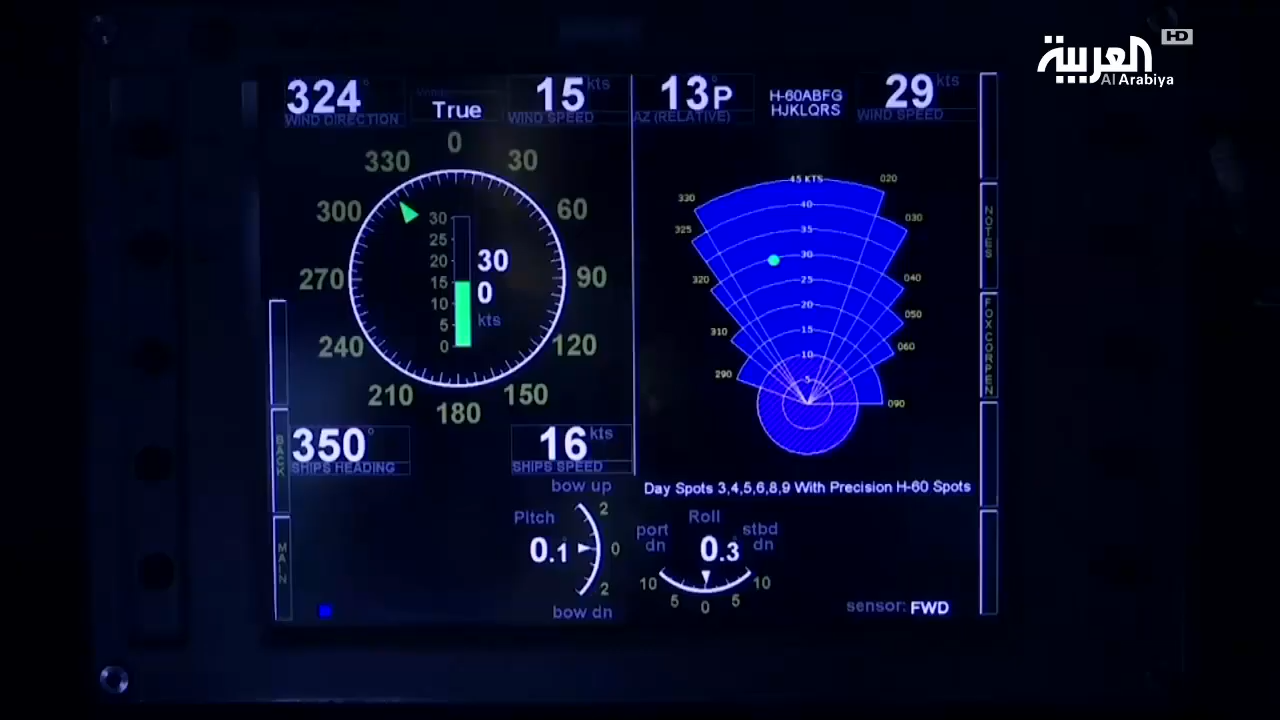 العربية HD
Al Arabiya
324°
WIND DIRECTION
True
15 kts
WIND SPEED
13P°
AZ (RELATIVE)
H-60ABFG
HJKLQRS
29 kts
WIND SPEED
0
30
60
90
120
150
180
210
240
270
300
330
30
25
20
15
10
5
0
30
0
kts
45 KTS
40
35
30
25
20
15
10
5
330
325
320
310
290
020
030
040
050
060
090
NOTES
FOXCORPEN
BACK
MAIN
350°
SHIPS HEADING
16 kts
SHIPS SPEED
Day Spots 3,4,5,6,8,9 With Precision H-60 Spots
bow up
Pitch
0.1°
2
0
2
bow dn
Roll
port dn
stbd dn
0.3°
10
5
0
5
10
sensor: FWD